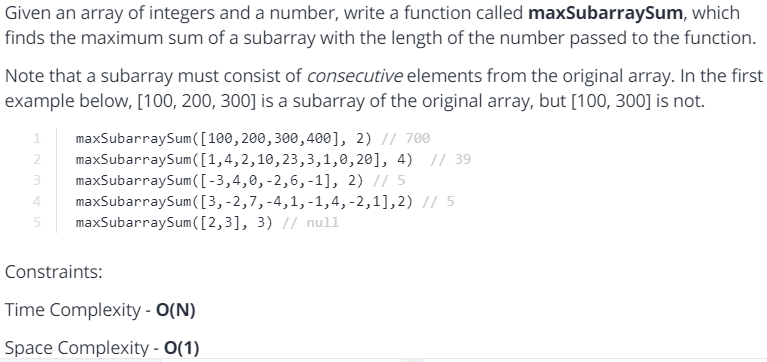 Given an array of integers and a number, write a function called maxSubarraySum, which
finds the maximum sum of a subarray with the length of the number passed to the function.
Note that a subarray must consist of consecutive elements from the original array. In the first
example below, [100, 200, 300] is a subarray of the original array, but [100, 300] is not.
1 maxSubarraySum([100,200,300,400], 2) // 700
2 maxSubarraySum([1,4,2,10,23,3,1,0,20], 4) // 39
3 maxSubarraySum([-3,4,0,-2,6,-1], 2) // 5
4 maxSubarraySum([3,-2,7,-4,1,-1,4,-2,1],2) // 5
5 maxSubarraySum([2,3], 3) // null
Constraints:
Time Complexity - O(N)
Space Complexity - O(1)